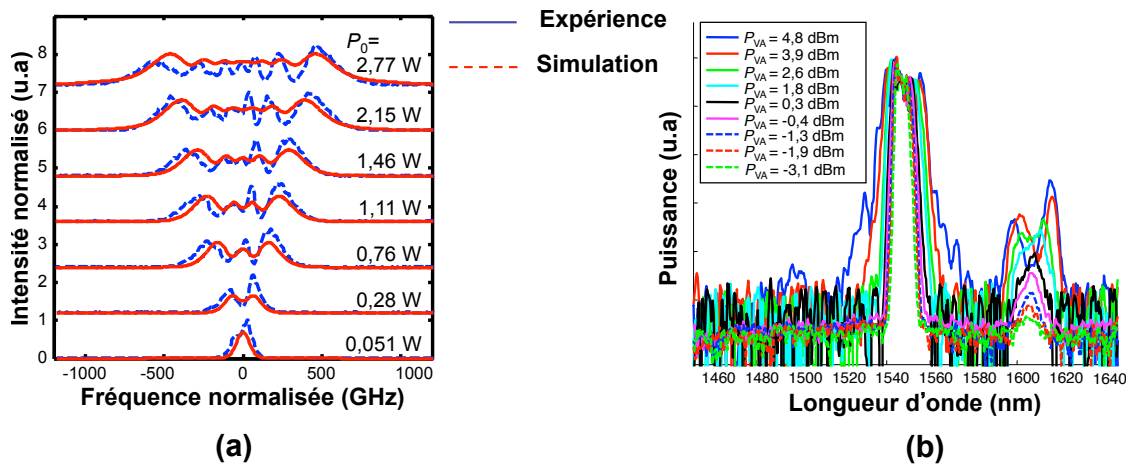 P0=
2,77 W
2,15 W
1,46 W
1,11 W
0,76 W
0,28 W
0,051 W
Intensité normalisé (u.a)
8
7
6
5
4
3
2
1
0
-1000
-500
0
500
1000
Fréquence normalisée (GHz)
(a)
Expérience
Simulation
PVA = 4,8 dBm
PVA = 3,9 dBm
PVA = 2,6 dBm
PVA = 1,8 dBm
PVA = 0,3 dBm
PVA = -0,4 dBm
PVA = -1,3 dBm
PVA = -1,9 dBm
PVA = -3,1 dBm
Puissance (u.a)
1460
1480
1500
1520
1540
1560
1580
1600
1620
1640
Longueur d'onde (nm)
(b)